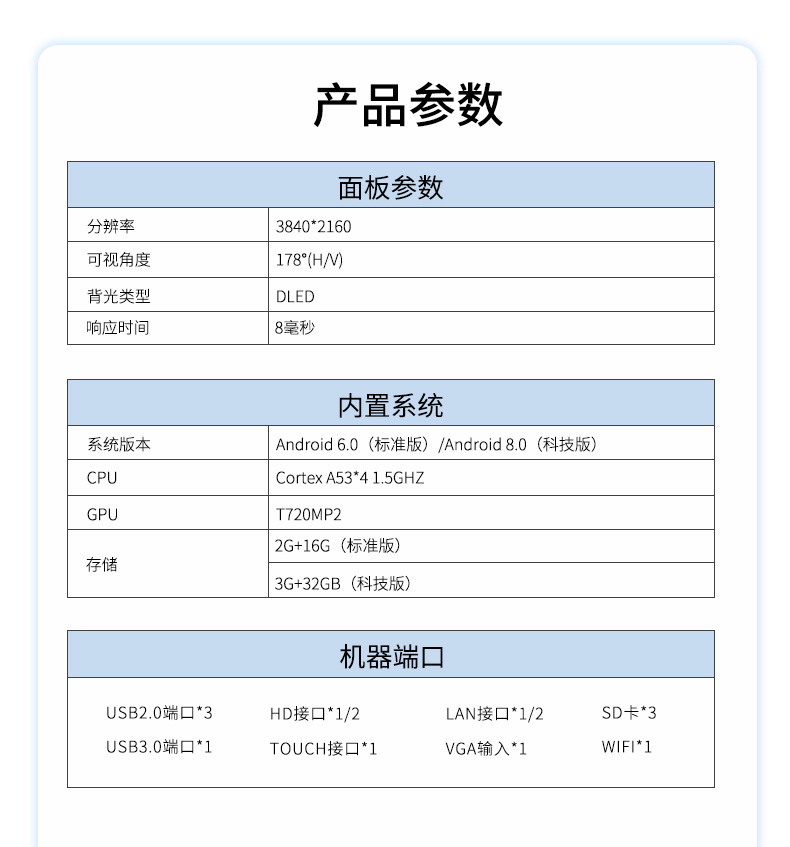 产品参数
面板参数
分辨率 3840*2160
可视角度 178°(H/V)
背光类型 DLED
响应时间 8毫秒
内置系统
系统版本 Android 6.0（标准版）/Android 8.0（科技版）
CPU Cortex A53*4 1.5GHZ
GPU T720MP2
存储 2G+16G（标准版）
3G+32GB（科技版）
机器端口
USB2.0端口*3 HD接口*1/2 LAN接口*1/2 SD卡*3
USB3.0端口*1 TOUCH接口*1 VGA输入*1 WIFI*1